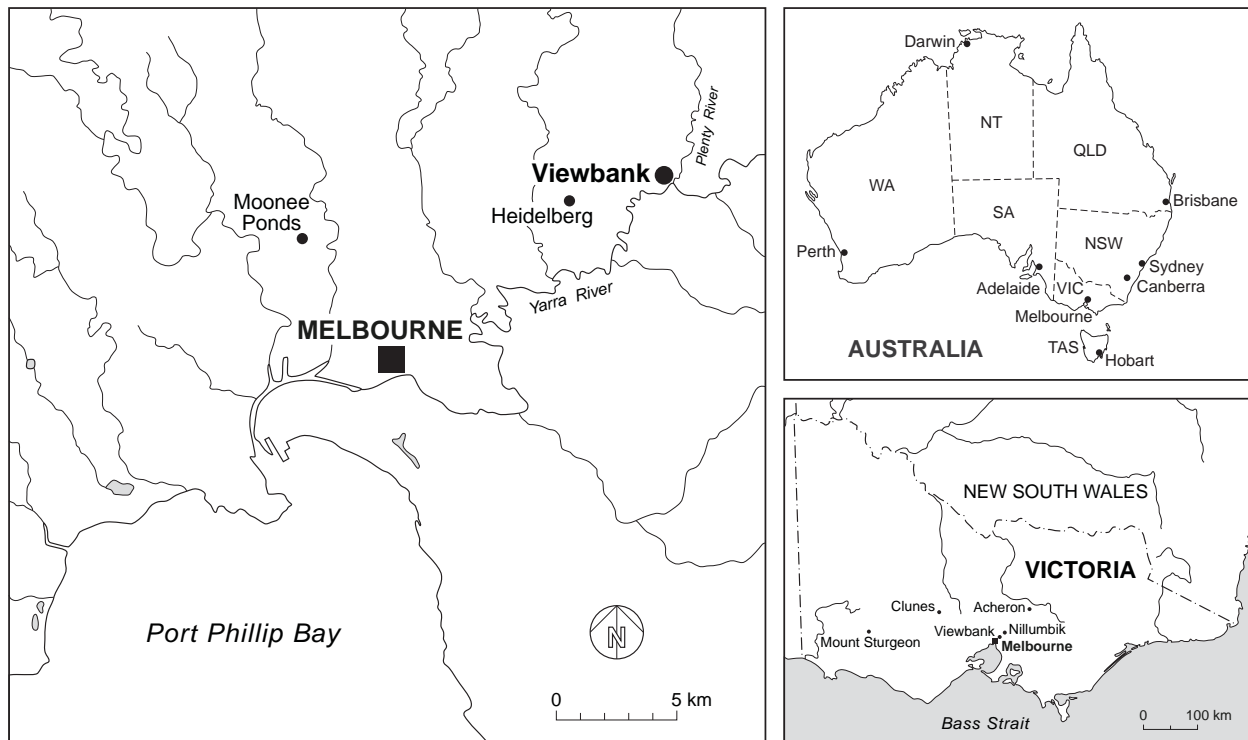 Plenty River
Viewbank
Heidelberg
Moonee
Ponds
Yarra River
MELBOURNE
Port Phillip Bay
N
0 5 km
Darwin
NT
QLD
WA
SA
Brisbane
NSW
Perth
Sydney
Adelaide
VIC
Canberra
Melbourne
AUSTRALIA
TAS
Hobart
NEW SOUTH WALES
VICTORIA
Clunes
Acheron
Viewbank
Nillumbik
Mount Sturgeon
Melbourne
Bass Strait
0 100 km